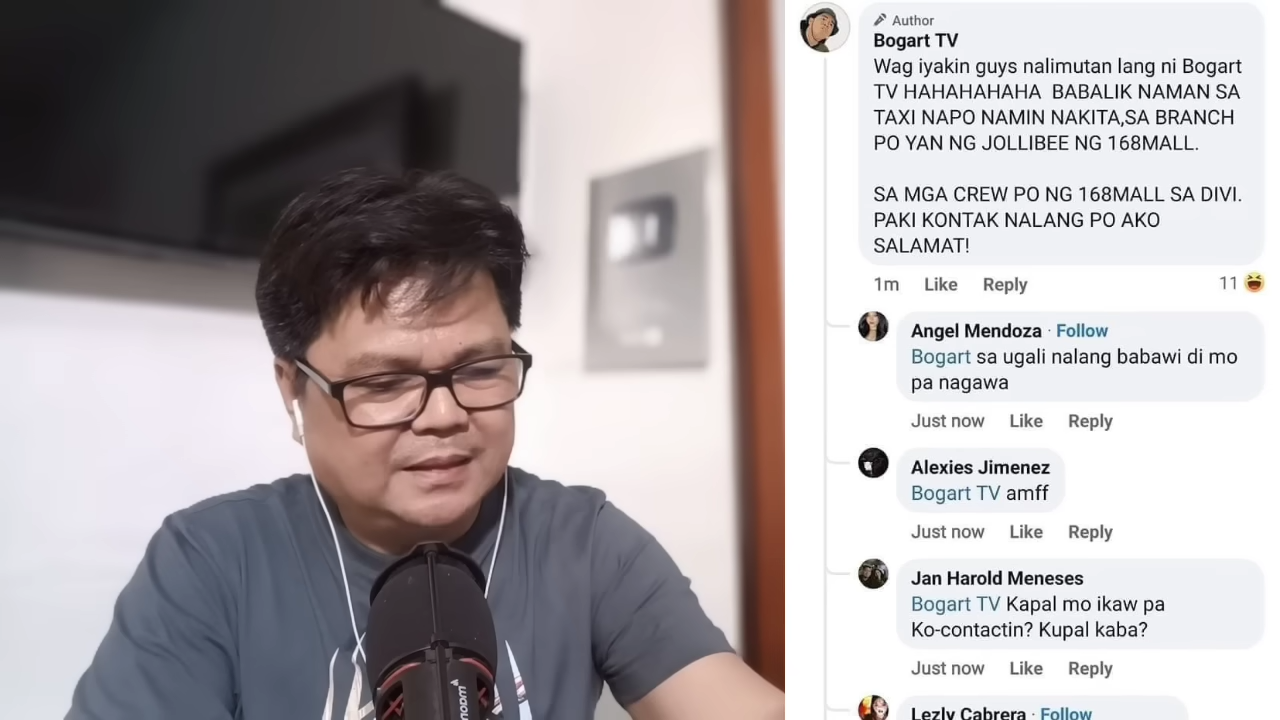 Author
Bogart TV
Wag iyakin guys nalimutan lang ni Bogart
TV HAHAHAHAHA BABALIK NAMAN SA
TAXI NAPO NAMIN NAKITA,SA BRANCH
PO YAN NG JOLLIBEE NG 168MALL.
SA MGA CREW PO NG 168MALL SA DIVI.
PAKI KONTAK NALANG PO AKO
SALAMAT!
1m Like Reply 11
Angel Mendoza · Follow
Bogart sa ugali nalang babawi di mo
pa nagawa
Just now Like Reply
Alexies Jimenez
Bogart TV amff
Just now Like Reply
Jan Harold Meneses
Bogart TV Kapal mo ikaw pa
Ko-contactin? Kupal kaba?
Just now Like Reply
Lezly Cabrera · Follow
maono